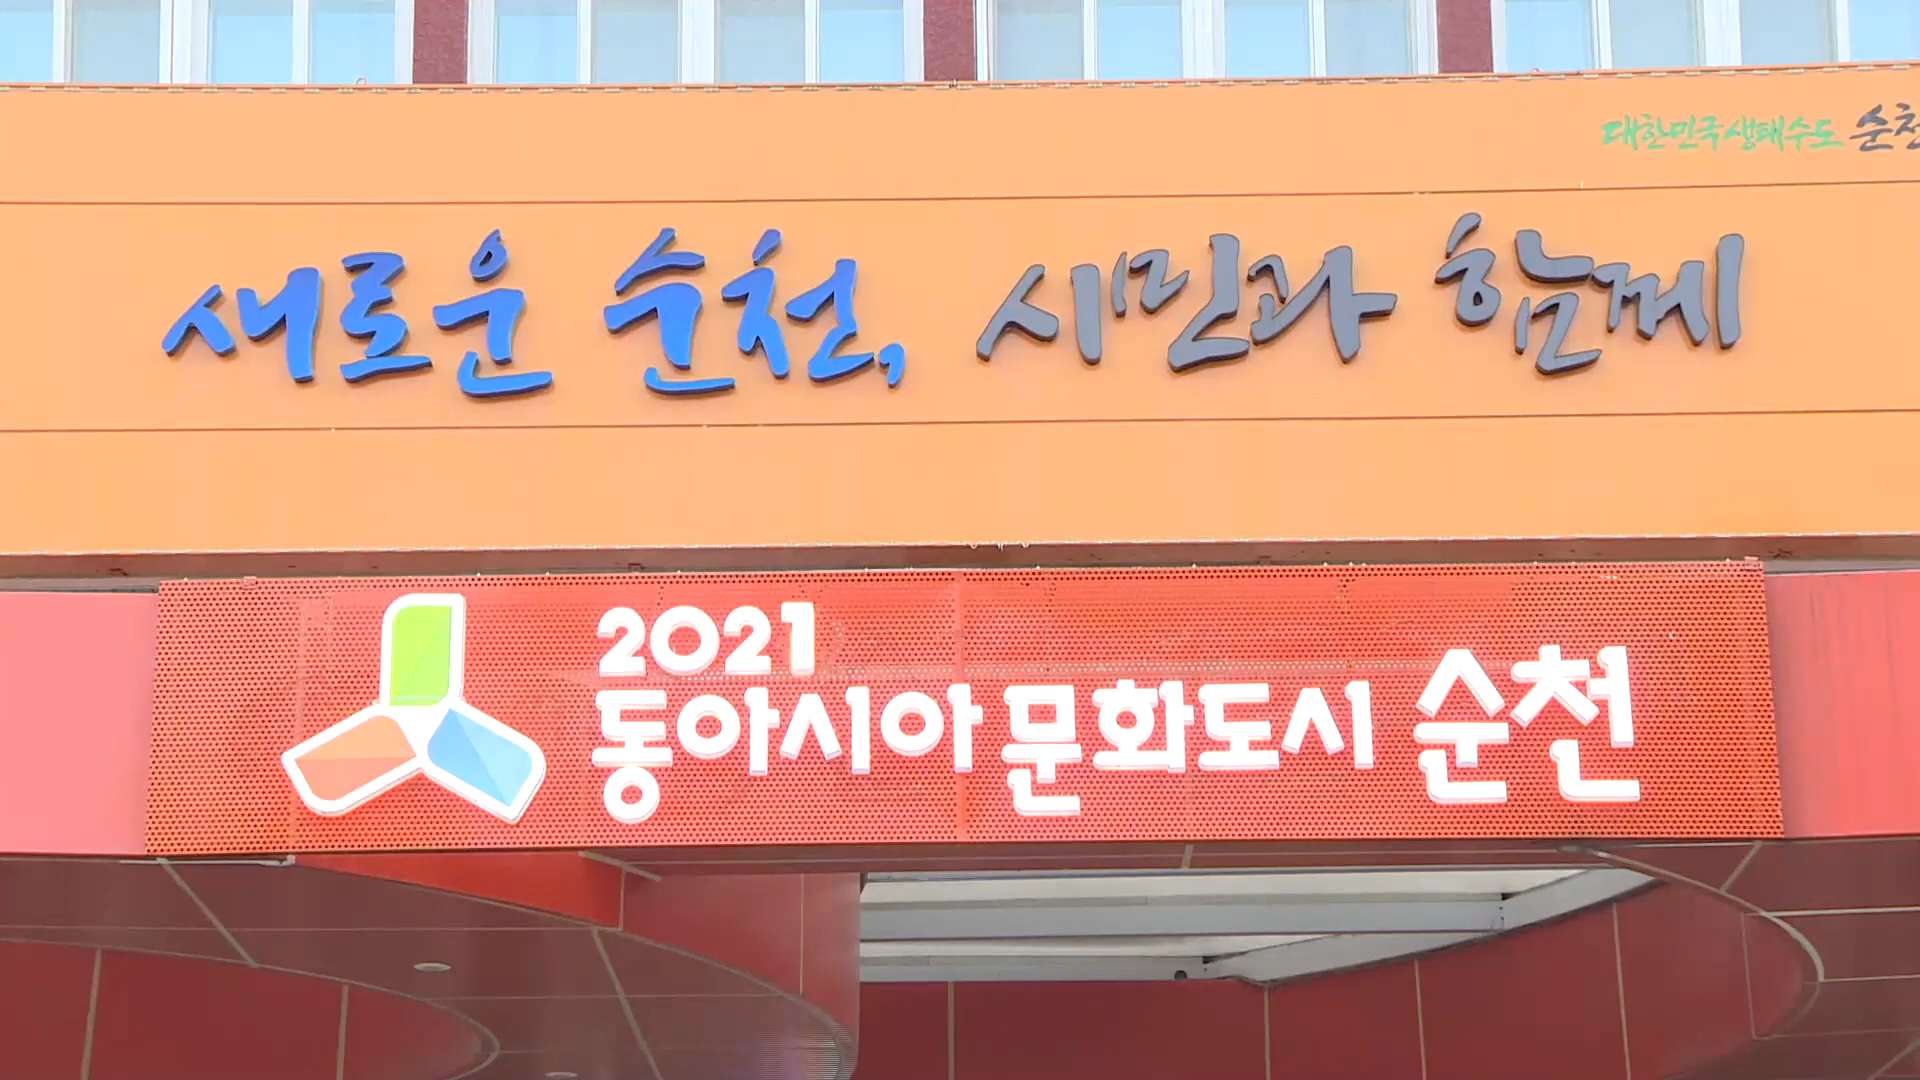 대한민국 생태수도 순천
새로운 순천, 시민과 함께
2021
동아시아 문화도시 순천